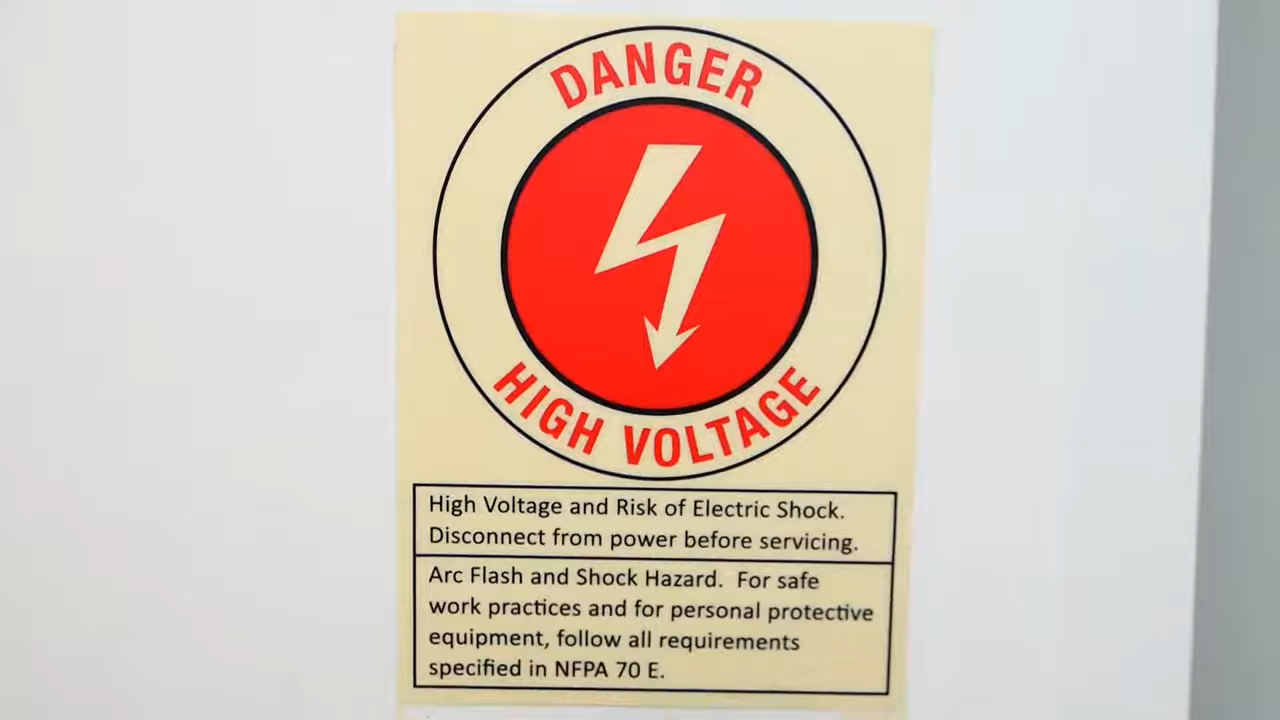 DANGER
HIGH VOLTAGE
High Voltage and Risk of Electric Shock.
Disconnect from power before servicing.
Arc Flash and Shock Hazard.  For safe
work practices and for personal protective
equipment, follow all requirements
specified in NFPA 70 E.